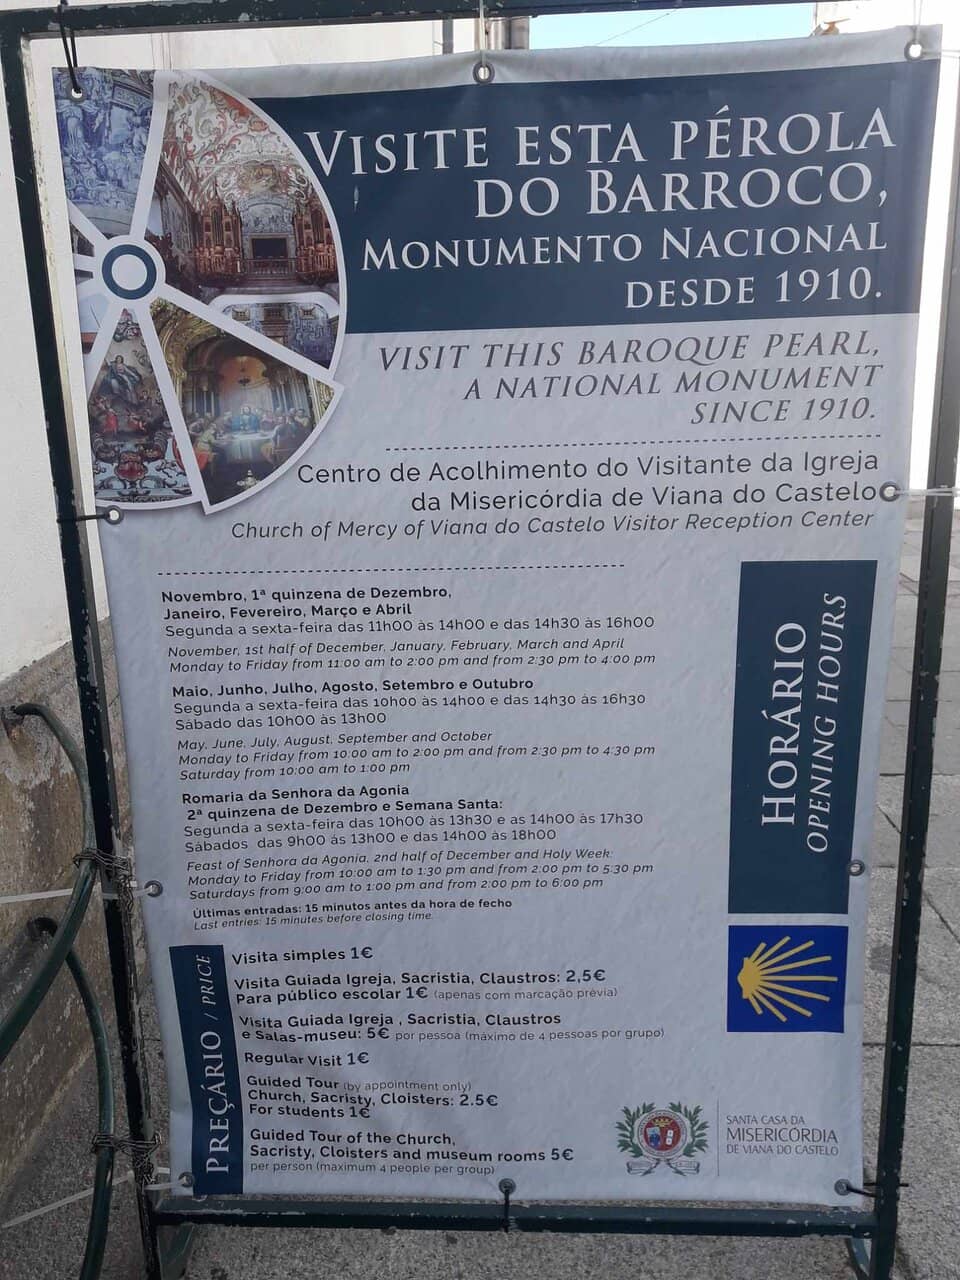 VISITE ESTA PÉROLA
DO BARROCO,
MONUMENTO NACIONAL
DESDE 1910.
VISIT THIS BAROQUE PEARL,
A NATIONAL MONUMENT
SINCE 1910.
Centro de Acolhimento do Visitante da Igreja
da Misericórdia de Viana do Castelo
Church of Mercy of Viana do Castelo Visitor Reception Center
HORÁRIO
OPENING HOURS
Novembro, 1ª quinzena de Dezembro,
Janeiro, Fevereiro, Março e Abril
Segunda a sexta-feira das 11h00 às 14h00 e das 14h30 às 16h00
November, 1st half of December, January, February, March and April
Monday to Friday from 11:00 am to 2:00 pm and from 2:30 pm to 4:00 pm
Maio, Junho, Julho, Agosto, Setembro e Outubro
Segunda a sexta-feira das 10h00 às 14h00 e das 14h30 às 16h30
Sábado das 10h00 às 13h00
May, June, July, August, September and October
Monday to Friday from 10:00 am to 2:00 pm and from 2:30 pm to 4:30 pm
Saturday from 10:00 am to 1:00 pm
Romaria da Senhora da Agonia
2ª quinzena de Dezembro e Semana Santa:
Segunda a sexta-feira das 10h00 às 13h30 e as 14h00 às 17h30
Sábados das 9h00 ás 13h00 e das 14h00 às 18h00
Feast of Senhora da Agonia, 2nd half of December and Holy Week:
Monday to Friday from 10:00 am to 1:30 pm and from 2:00 pm to 5:30 pm
Saturdays from 9:00 am to 1:00 pm and from 2:00 pm to 6:00 pm
Últimas entradas: 15 minutos antes da hora de fecho
Last entries: 15 minutes before closing time.
PREÇÁRIO / PRICE
Visita simples 1€
Visita Guiada Igreja, Sacristia, Claustros: 2,5€
Para público escolar 1€ (apenas com marcação prévia)
Visita Guiada Igreja , Sacristia, Claustros
e Salas-museu: 5€ por pessoa (máximo de 4 pessoas por grupo)
Regular Visit 1€
Guided Tour (by appointment only)
Church, Sacristy, Cloisters: 2.5€
For students 1€
Guided Tour of the Church,
Sacristy, Cloisters and museum rooms 5€
per person (maximum 4 people per group)
SANTA CASA DA
MISERICÓRDIA
DE VIANA DO CASTELO